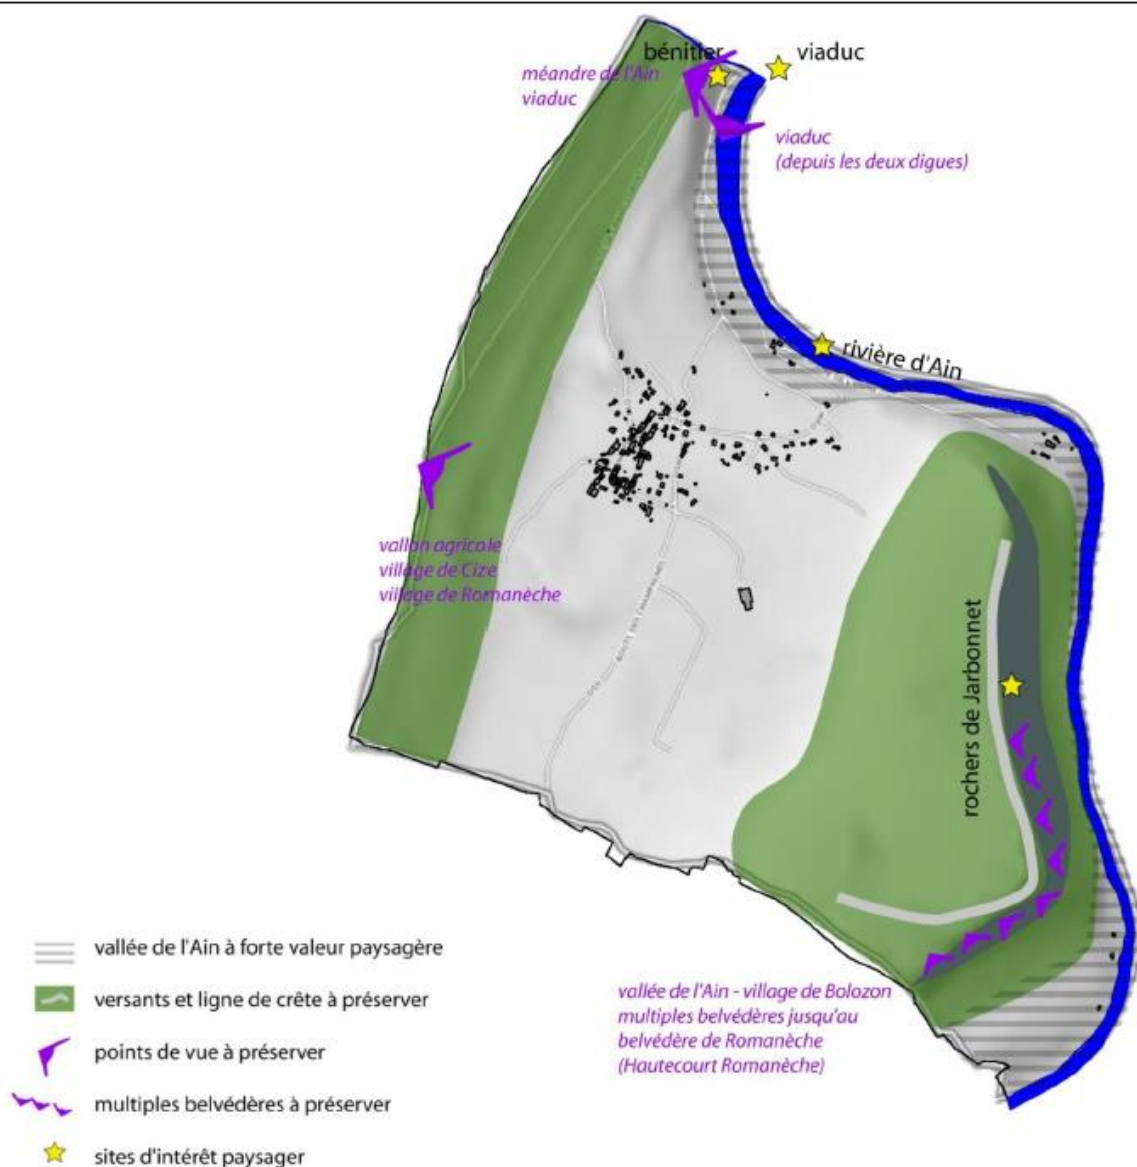 bénitier
viaduc
méandre de l'Ain
viaduc
viaduc
(depuis les deux digues)
rivière d'Ain
vallon agricole
village de Cize
village de Romanèche
rochers de Jarbonnet
vallée de l'Ain - village de Bolozon
multiples belvédères jusqu'au
belvédère de Romanèche
(Hautecourt Romanèche)
vallée de l'Ain à forte valeur paysagère
versants et ligne de crête à préserver
points de vue à préserver
multiples belvédères à préserver
sites d'intérêt paysager